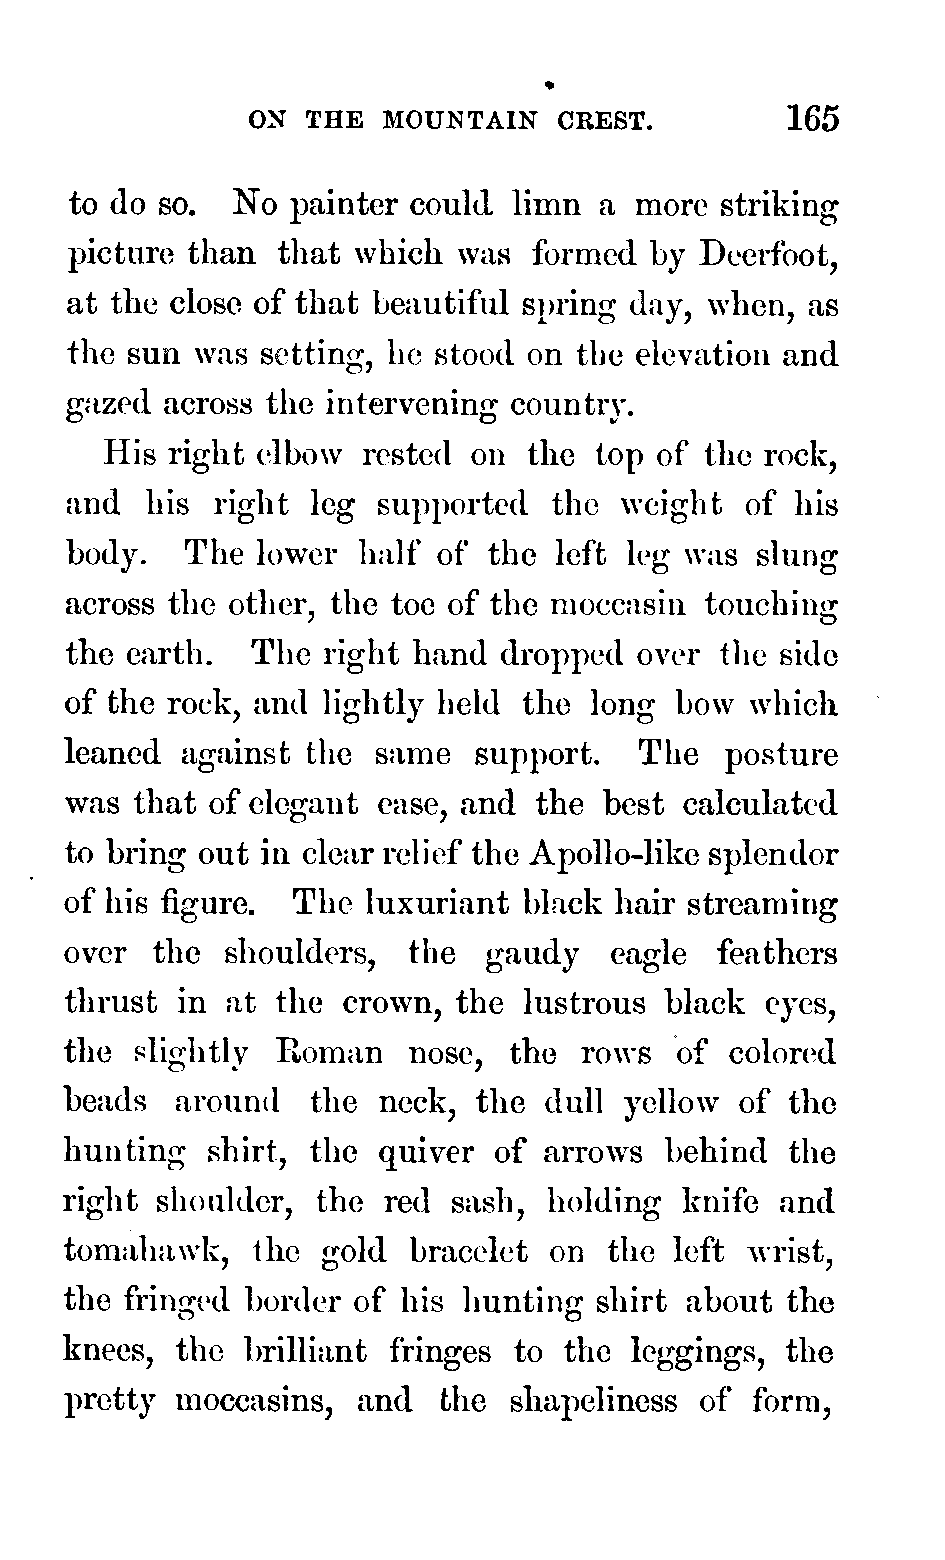 ON THE MOUNTAIN CREST. 165
to do so. No painter could limn a more striking
picture than that which was formed by Deerfoot,
at the close of that beautiful spring day, when, as
the sun was setting, he stood on the elevation and
gazed across the intervening country.
His right elbow rested on the top of the rock,
and his right leg supported the weight of his
body. The lower half of the left leg was slung
across the other, the toe of the moccasin touching
the earth. The right hand dropped over the side
of the rock, and lightly held the long bow which
leaned against the same support. The posture
was that of elegant ease, and the best calculated
to bring out in clear relief the Apollo-like splendor
of his figure. The luxuriant black hair streaming
over the shoulders, the gaudy eagle feathers
thrust in at the crown, the lustrous black eyes,
the slightly Roman nose, the rows of colored
beads around the neck, the dull yellow of the
hunting shirt, the quiver of arrows behind the
right shoulder, the red sash, holding knife and
tomahawk, the gold bracelet on the left wrist,
the fringed border of his hunting shirt about the
knees, the brilliant fringes to the leggings, the
pretty moccasins, and the shapeliness of form,